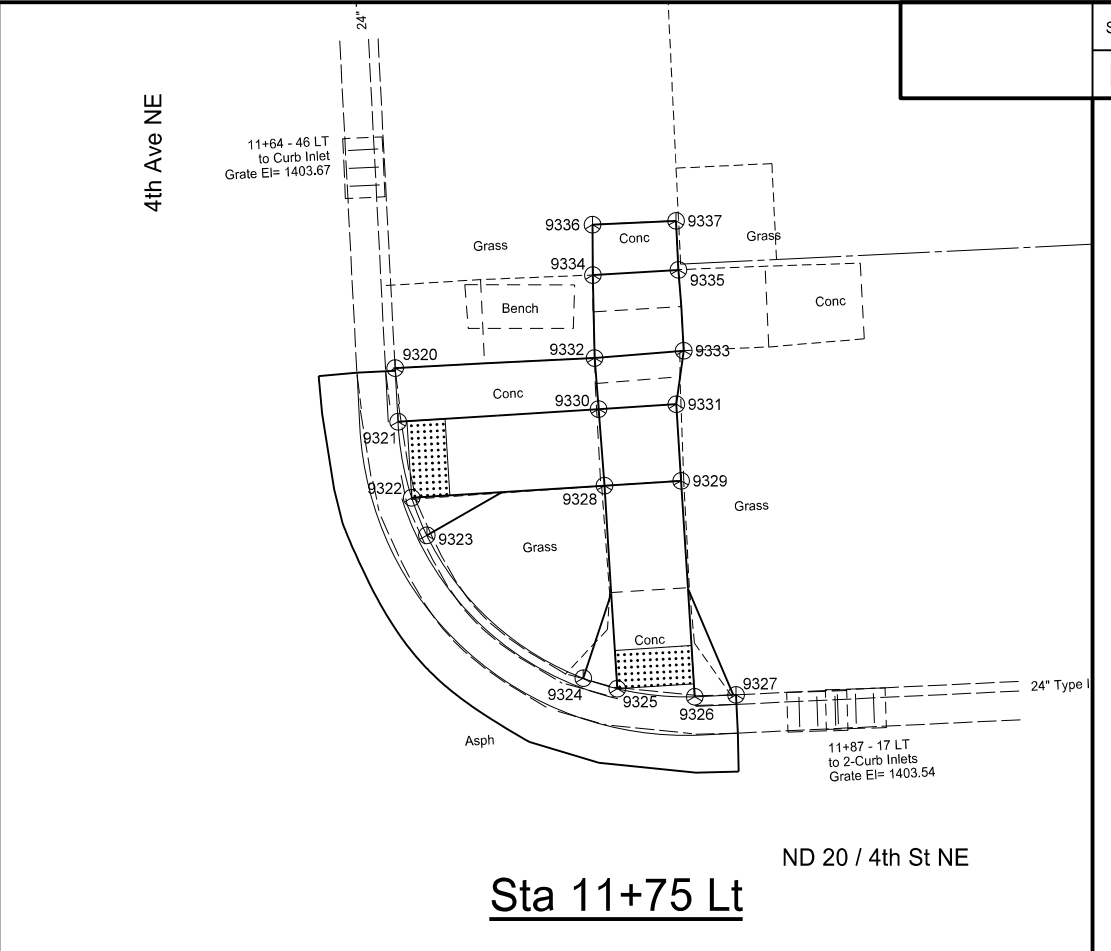 24"
S
4th Ave NE
11+64 - 46 LT
to Curb Inlet
Grate El= 1403.67
9336
9337
Grass
Conc
Grass
9334
9335
Bench
Conc
9320
9332
9333
Conc
9330
9331
9321
9322
9328
9329
Grass
9323
Grass
Conc
9324
9325
9326
9327
24" Type I
Asph
11+87 - 17 LT
to 2-Curb Inlets
Grate El= 1403.54
ND 20 / 4th St NE
Sta 11+75 Lt